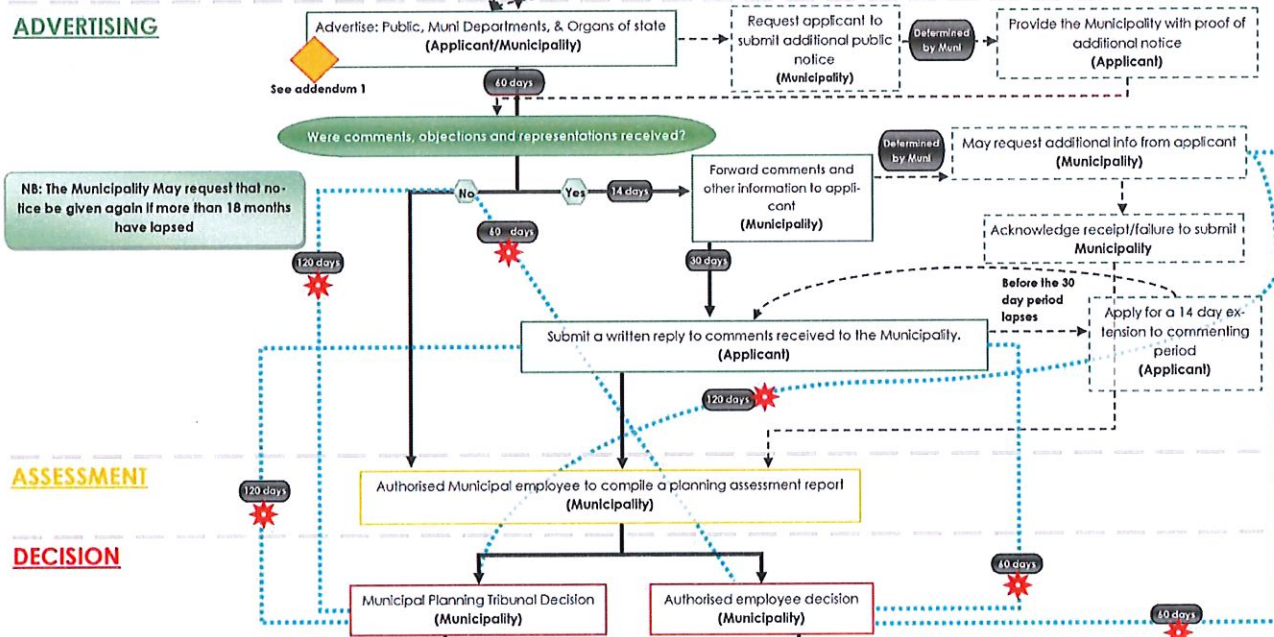 ADVERTISING
Advertise: Public, Muni Departments, & Organs of state
(Applicant/Municipality)
See addendum 1
Request applicant to
submit additional public
notice
(Municipality)
Determined
by Muni
Provide the Municipality with proof of
additional notice
(Applicant)
60 days
Were comments, objections and representations received?
NB: The Municipality May request that no-
tice be given again if more than 18 months
have lapsed
No
Yes
14 days
Forward comments and
other information to appli-
cant
(Municipality)
Determined
by Muni
May request additional info from applicant
(Municipality)
Acknowledge receipt/failure to submit
Municipality
60 days
120 days
30 days
Before the 30
day period
lapses
Submit a written reply to comments received to the Municipality.
(Applicant)
Apply for a 14 day ex-
tension to commenting
period
(Applicant)
120 days
ASSESSMENT
120 days
Authorised Municipal employee to compile a planning assessment report
(Municipality)
DECISION
Municipal Planning Tribunal Decision
(Municipality)
Authorised employee decision
(Municipality)
60 days
60 days